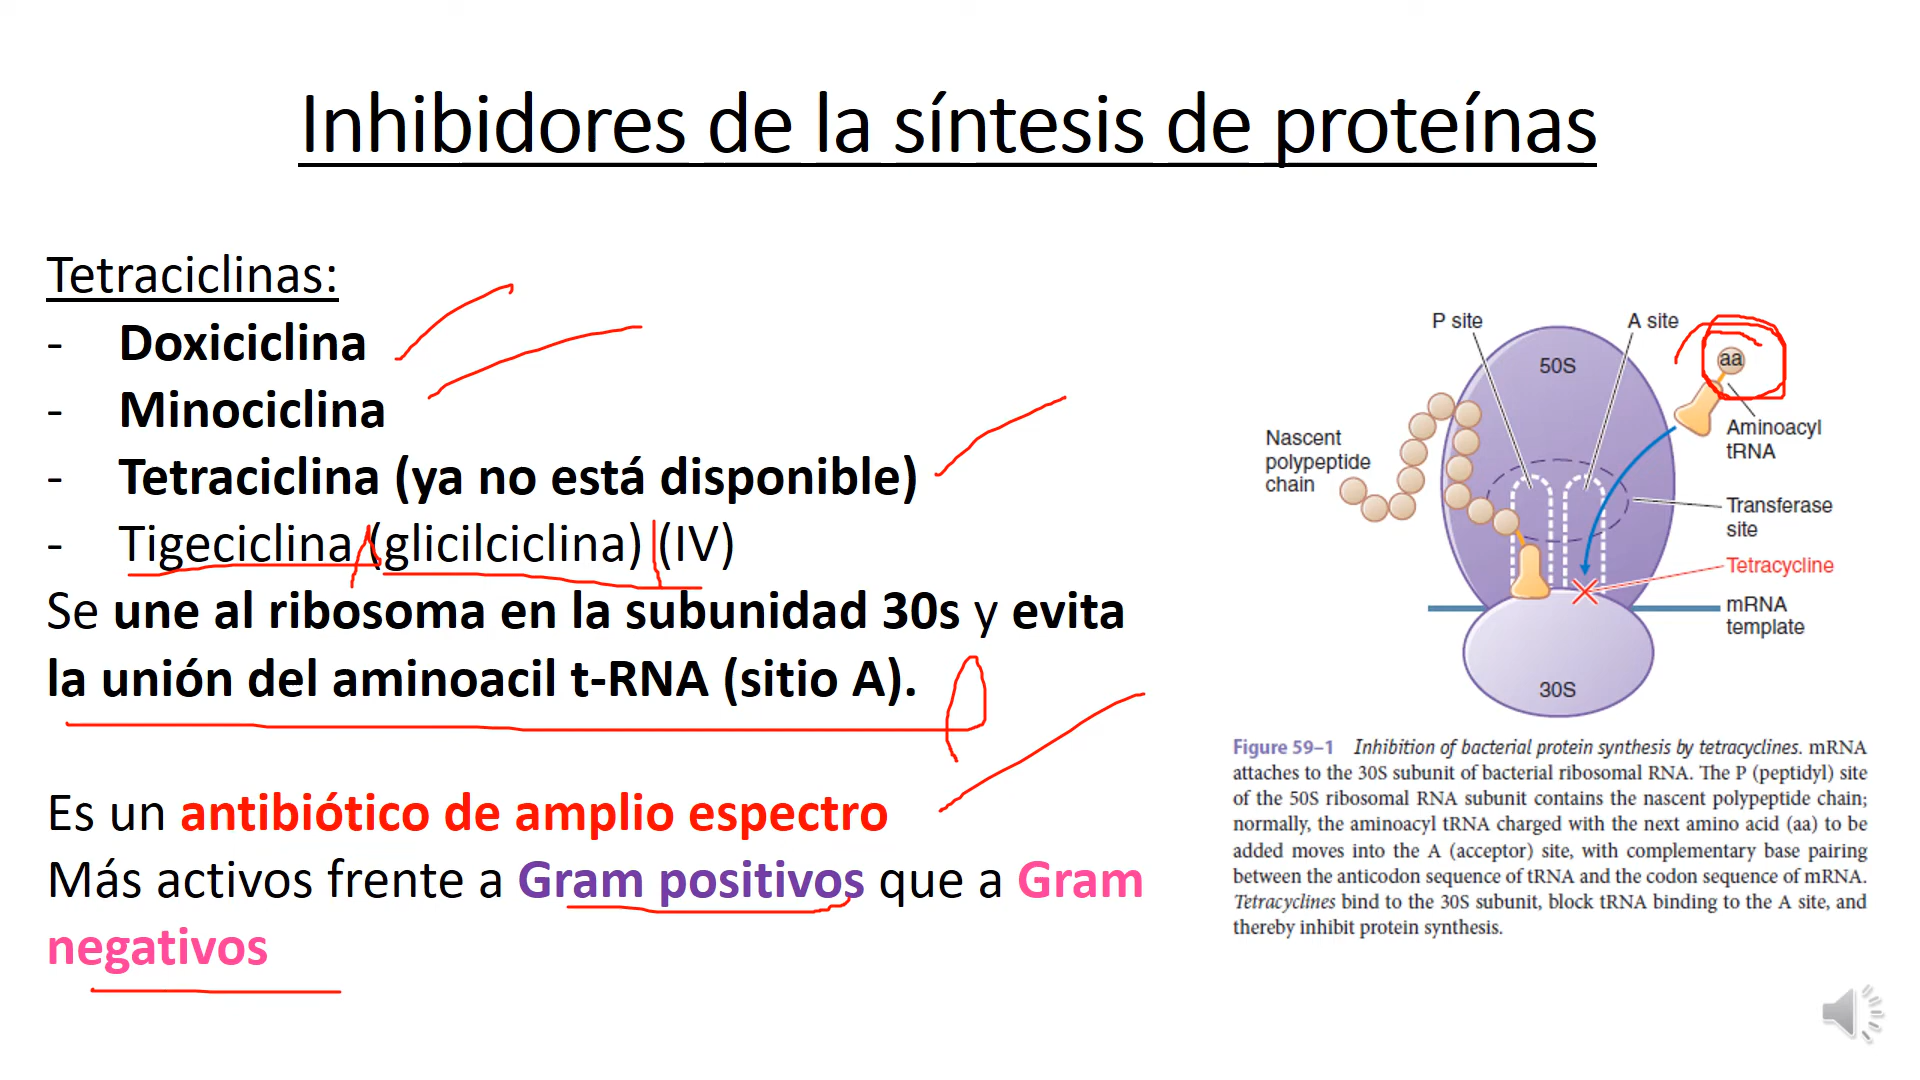 Inhibidores de la síntesis de proteínas
Tetraciclinas:
- Doxiciclina
- Minociclina
- Tetraciclina (ya no está disponible)
- Tigeciclina (glicilciclina) (IV)
Se une al ribosoma en la subunidad 30s y evita
la unión del aminoacil t-RNA (sitio A).
Es un antibiótico de amplio espectro
Más activos frente a Gram positivos que a Gram
negativos
P site
A site
50S
aa
Aminoacyl
tRNA
Nascent
polypeptide
chain
Transferase
site
Tetracycline
mRNA
template
30S
Figure 59–1 Inhibition of bacterial protein synthesis by tetracyclines. mRNA
attaches to the 30S subunit of bacterial ribosomal RNA. The P (peptidyl) site
of the 50S ribosomal RNA subunit contains the nascent polypeptide chain;
normally, the aminoacyl tRNA charged with the next amino acid (aa) to be
added moves into the A (acceptor) site, with complementary base pairing
between the anticodon sequence of tRNA and the codon sequence of mRNA.
Tetracyclines bind to the 30S subunit, block tRNA binding to the A site, and
thereby inhibit protein synthesis.